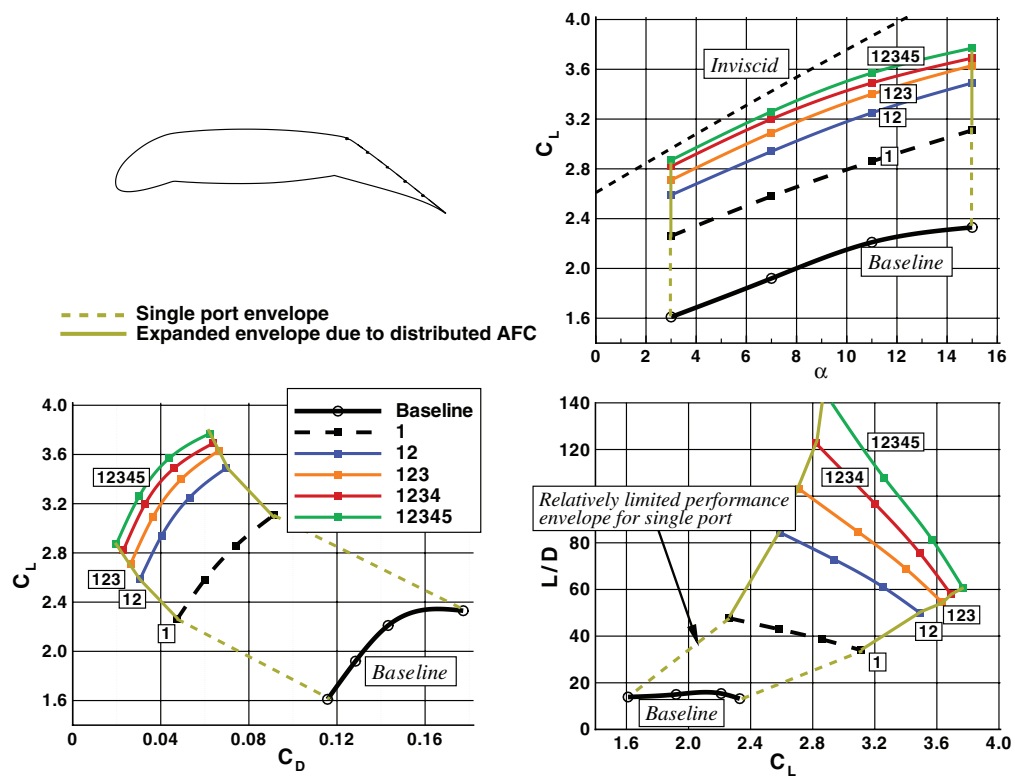 4.0
3.6
3.2
2.8
2.4
2.0
1.6
C_L
Inviscid
12345
123
12
1
Baseline
0 2 4 6 8 10 12 14 16
α
Single port envelope
Expanded envelope due to distributed AFC
4.0
3.6
3.2
2.8
2.4
2.0
1.6
C_L
12345
123
12
1
Baseline
Baseline
1
12
123
1234
12345
0 0.04 0.08 0.12 0.16
C_D
140
120
100
80
60
40
20
0
L/D
12345
1234
Relatively limited performance
envelope for single port
123
12
1
Baseline
1.6 2.0 2.4 2.8 3.2 3.6 4.0
C_L